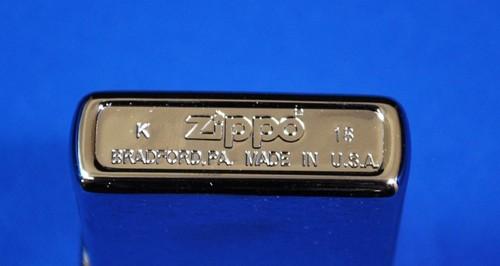 K Zippo 15
BRADFORD,PA. MADE IN U.S.A.